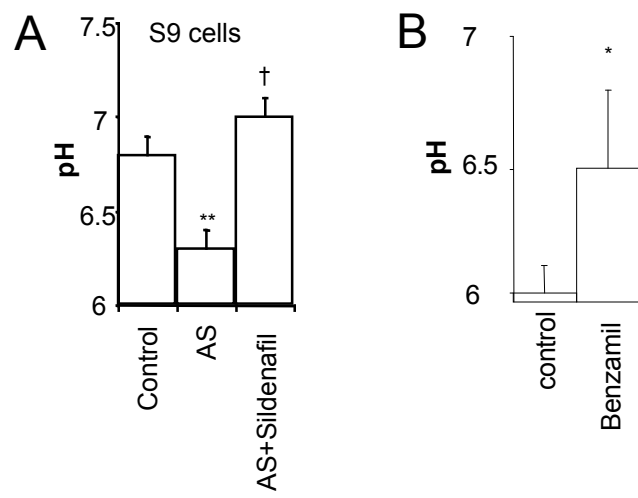 A
S9 cells
pH
7.5
7
6.5
6
**
†
Control
AS
AS+Sildenafil
B
pH
7
6.5
6
*
control
Benzamil